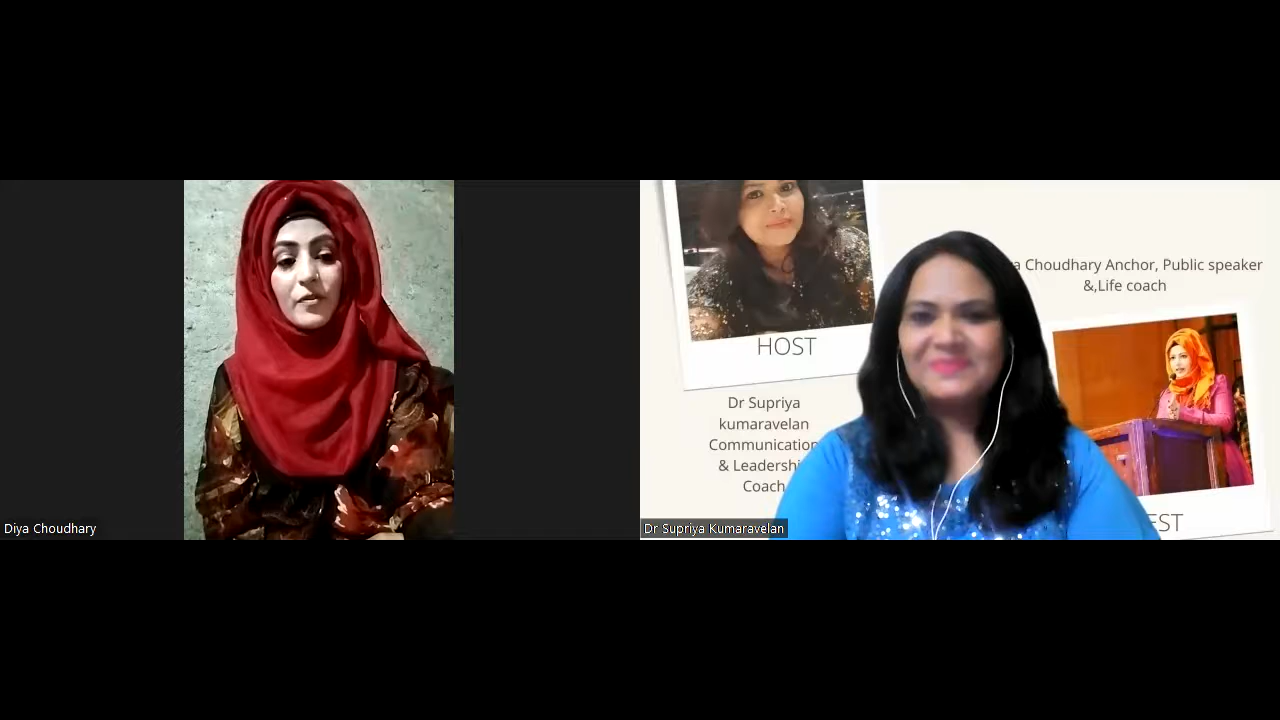 Diya Choudhary
HOST
Dr Supriya
kumaravelan
Communication
& Leadershi
Coach
a Choudhary Anchor, Public speaker
&,Life coach
EST
Dr Supriya Kumaravelan